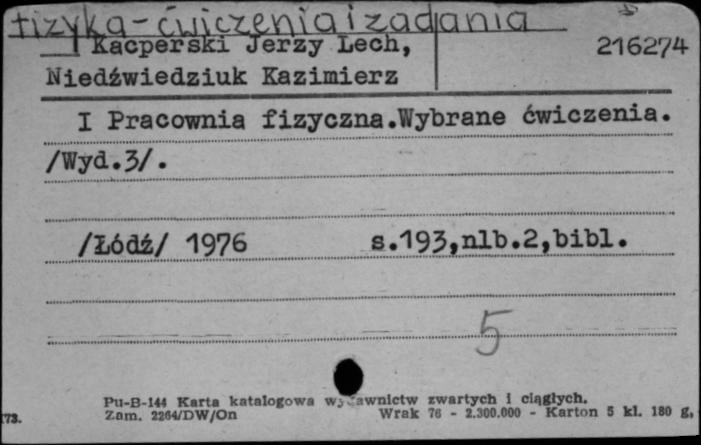 fizyka - ćwiczenia i zadania
Kacperski Jerzy Lech, 216274
Niedźwiedziuk Kazimierz
I Pracownia fizyczna.Wybrane ćwiczenia.
/Wyd.3/.
/Łódź/ 1976 s.193,nlb.2,bibl.
5
Pu-B-144 Karta katalogowa wydawnictw zwartych i ciągłych.
173. Zam. 2264/DW/On Wrak 76 - 2.300.000 - Karton 5 kl. 180 g,